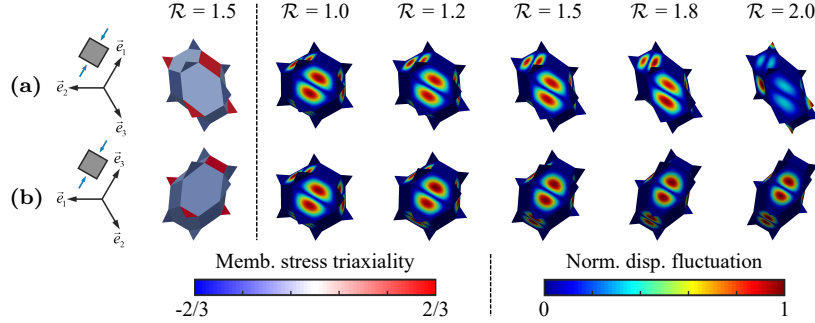 ℛ = 1.5 ℛ = 1.0 ℛ = 1.2 ℛ = 1.5 ℛ = 1.8 ℛ = 2.0
(a) e⃗₁ e⃗₂ e⃗₃
(b) e⃗₃ e⃗₁ e⃗₂
Memb. stress triaxiality Norm. disp. fluctuation
-2/3 2/3 0 1